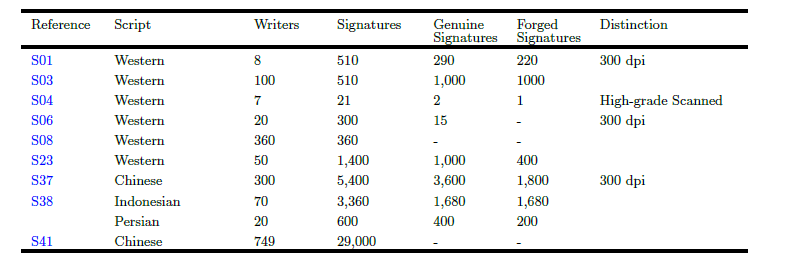 Reference Script Writers Signatures Genuine Signatures Forged Signatures Distinction
S01 Western 8 510 290 220 300 dpi
S03 Western 100 510 1,000 1000
S04 Western 7 21 2 1 High-grade Scanned
S06 Western 20 300 15 - 300 dpi
S08 Western 360 360 - -
S23 Western 50 1,400 1,000 400
S37 Chinese 300 5,400 3,600 1,800 300 dpi
S38 Indonesian 70 3,360 1,680 1,680
Persian 20 600 400 200
S41 Chinese 749 29,000 - -